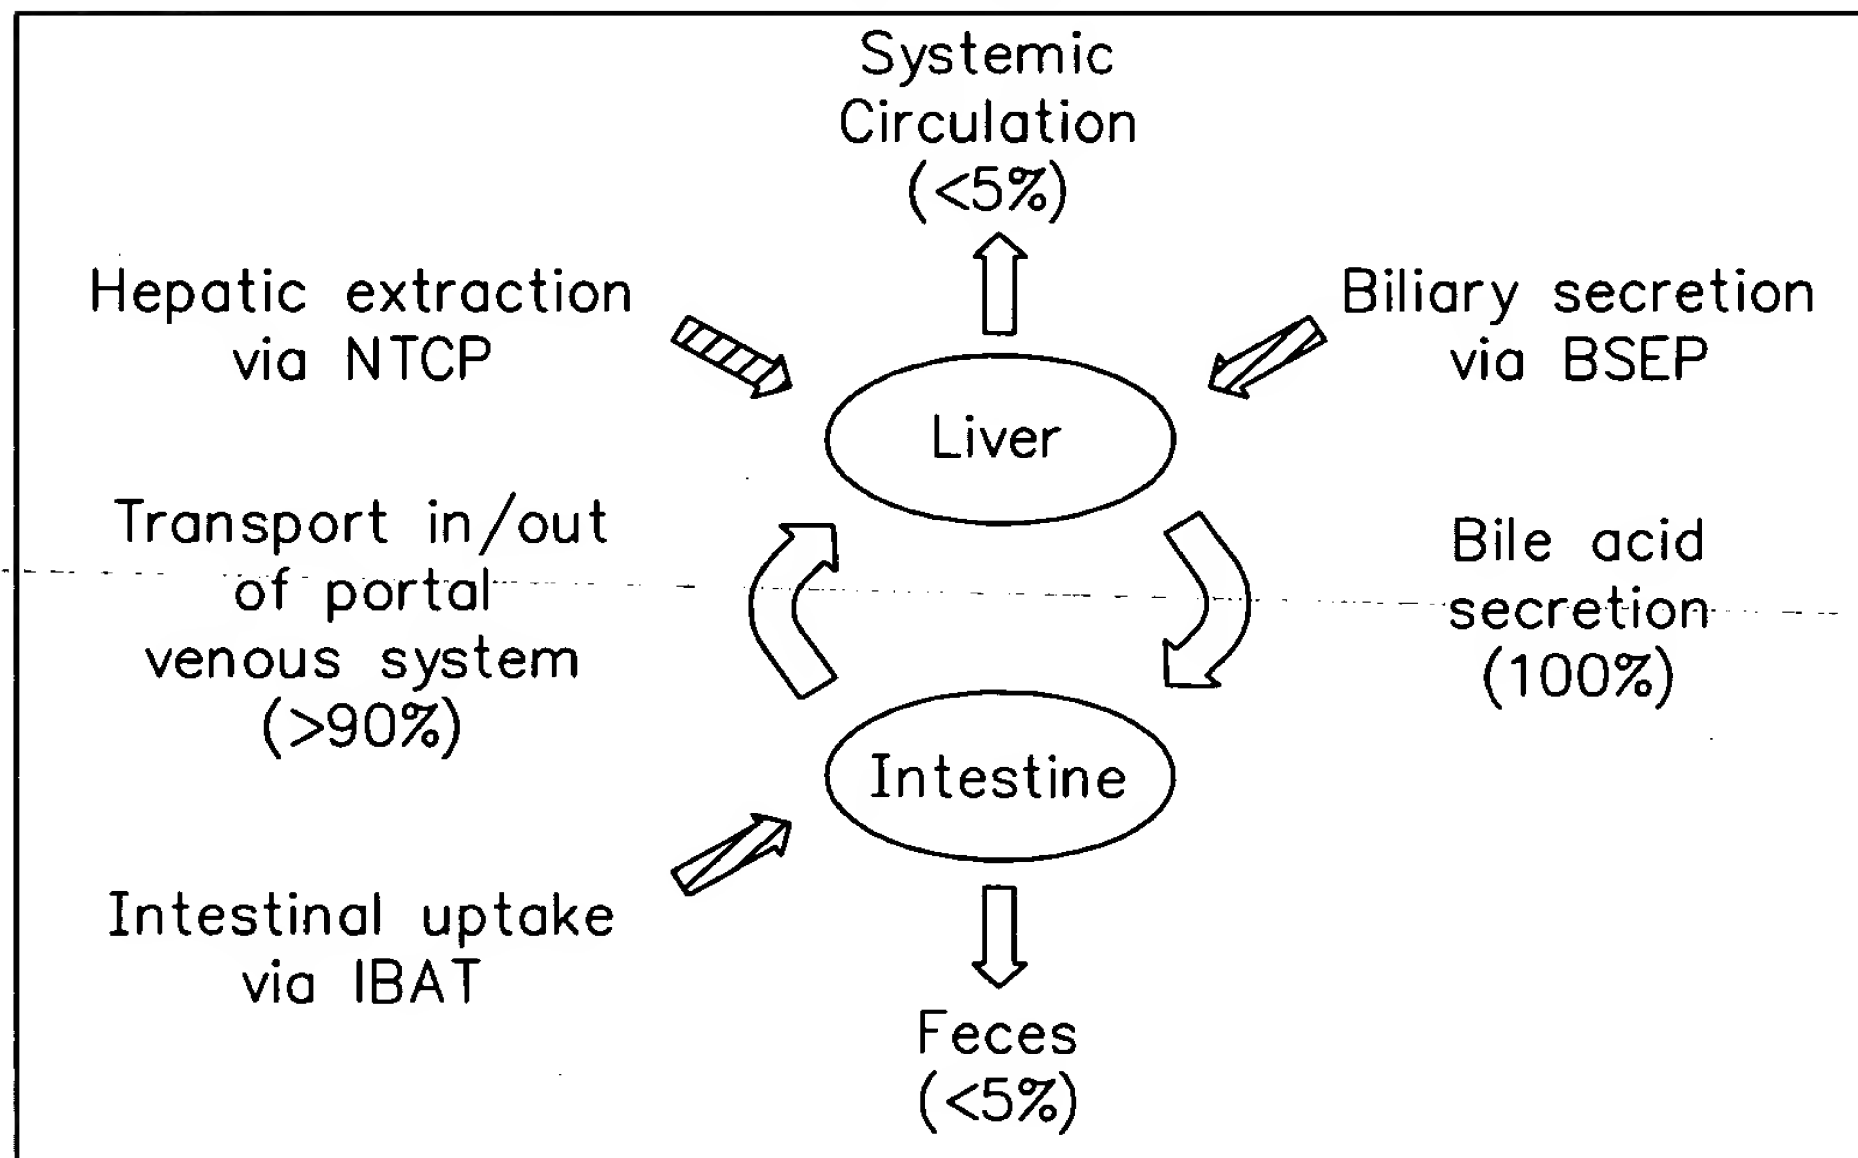 Systemic
Circulation
(<5%)
Hepatic extraction
via NTCP
Biliary secretion
via BSEP
Liver
Transport in/out
of portal
venous system
(>90%)
Bile acid
secretion
(100%)
Intestine
Intestinal uptake
via IBAT
Feces
(<5%)